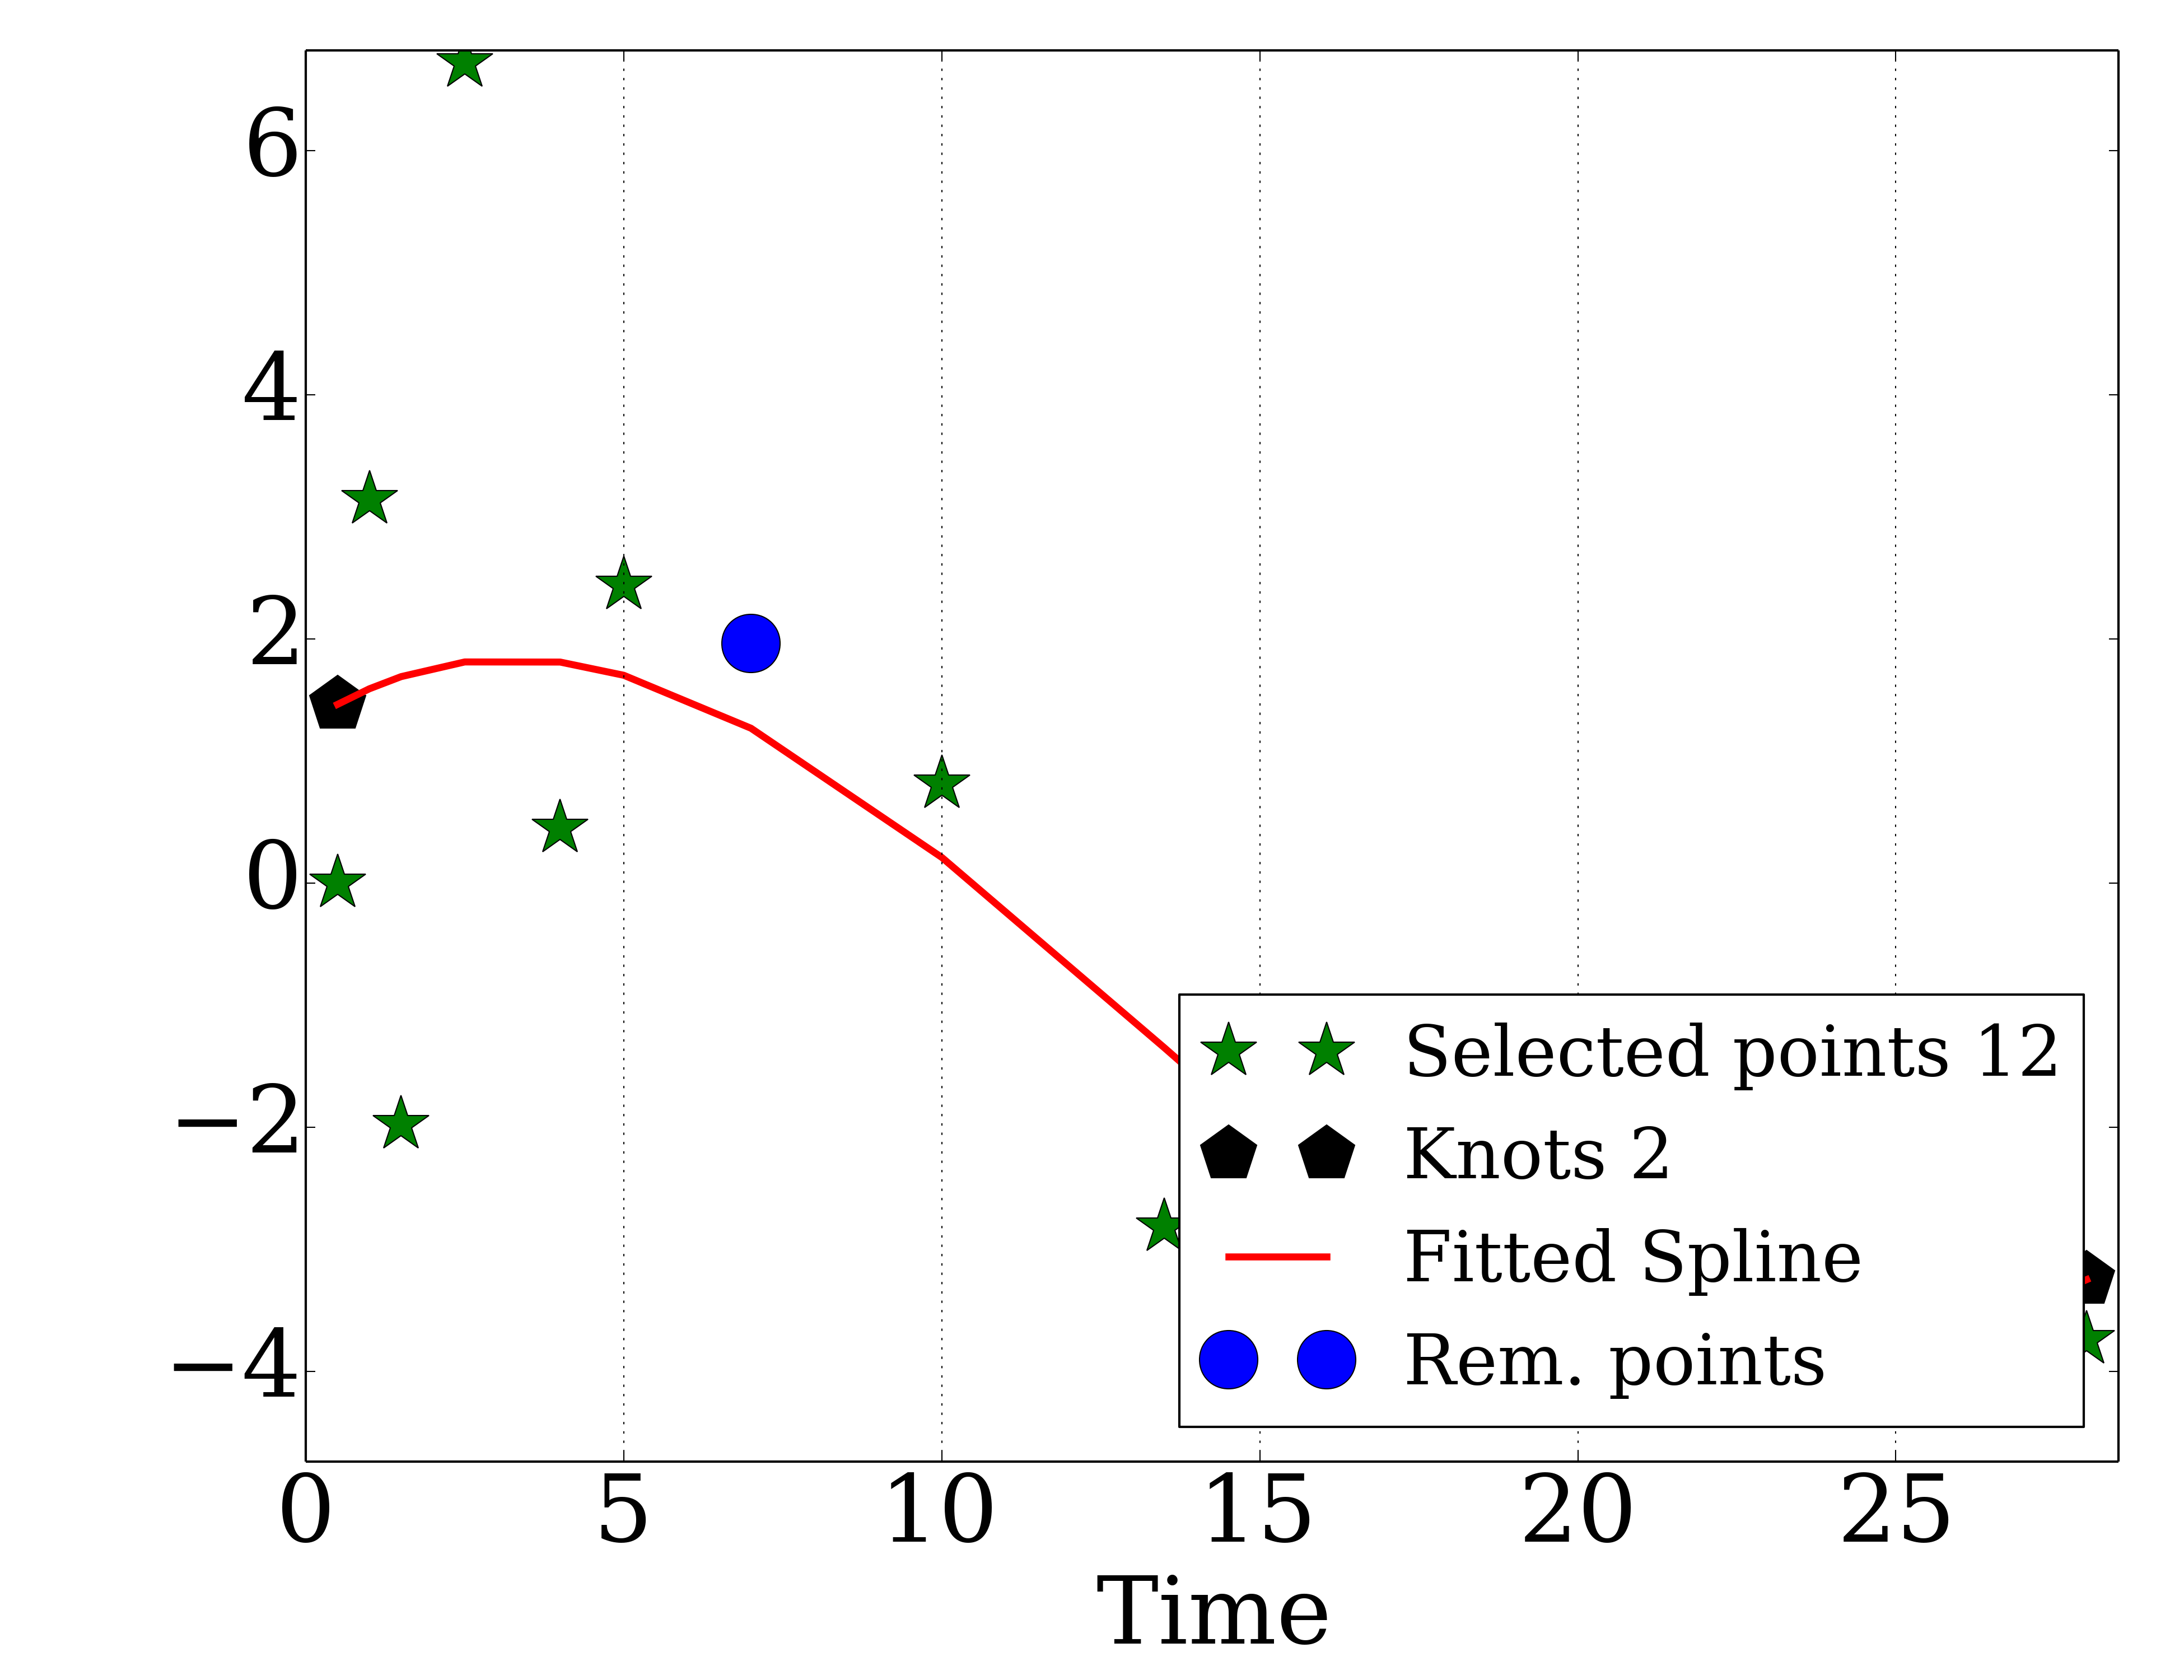 6
4
2
0
−2
−4
Selected points 12
Knots 2
Fitted Spline
Rem. points
0 5 10 15 20 25
Time